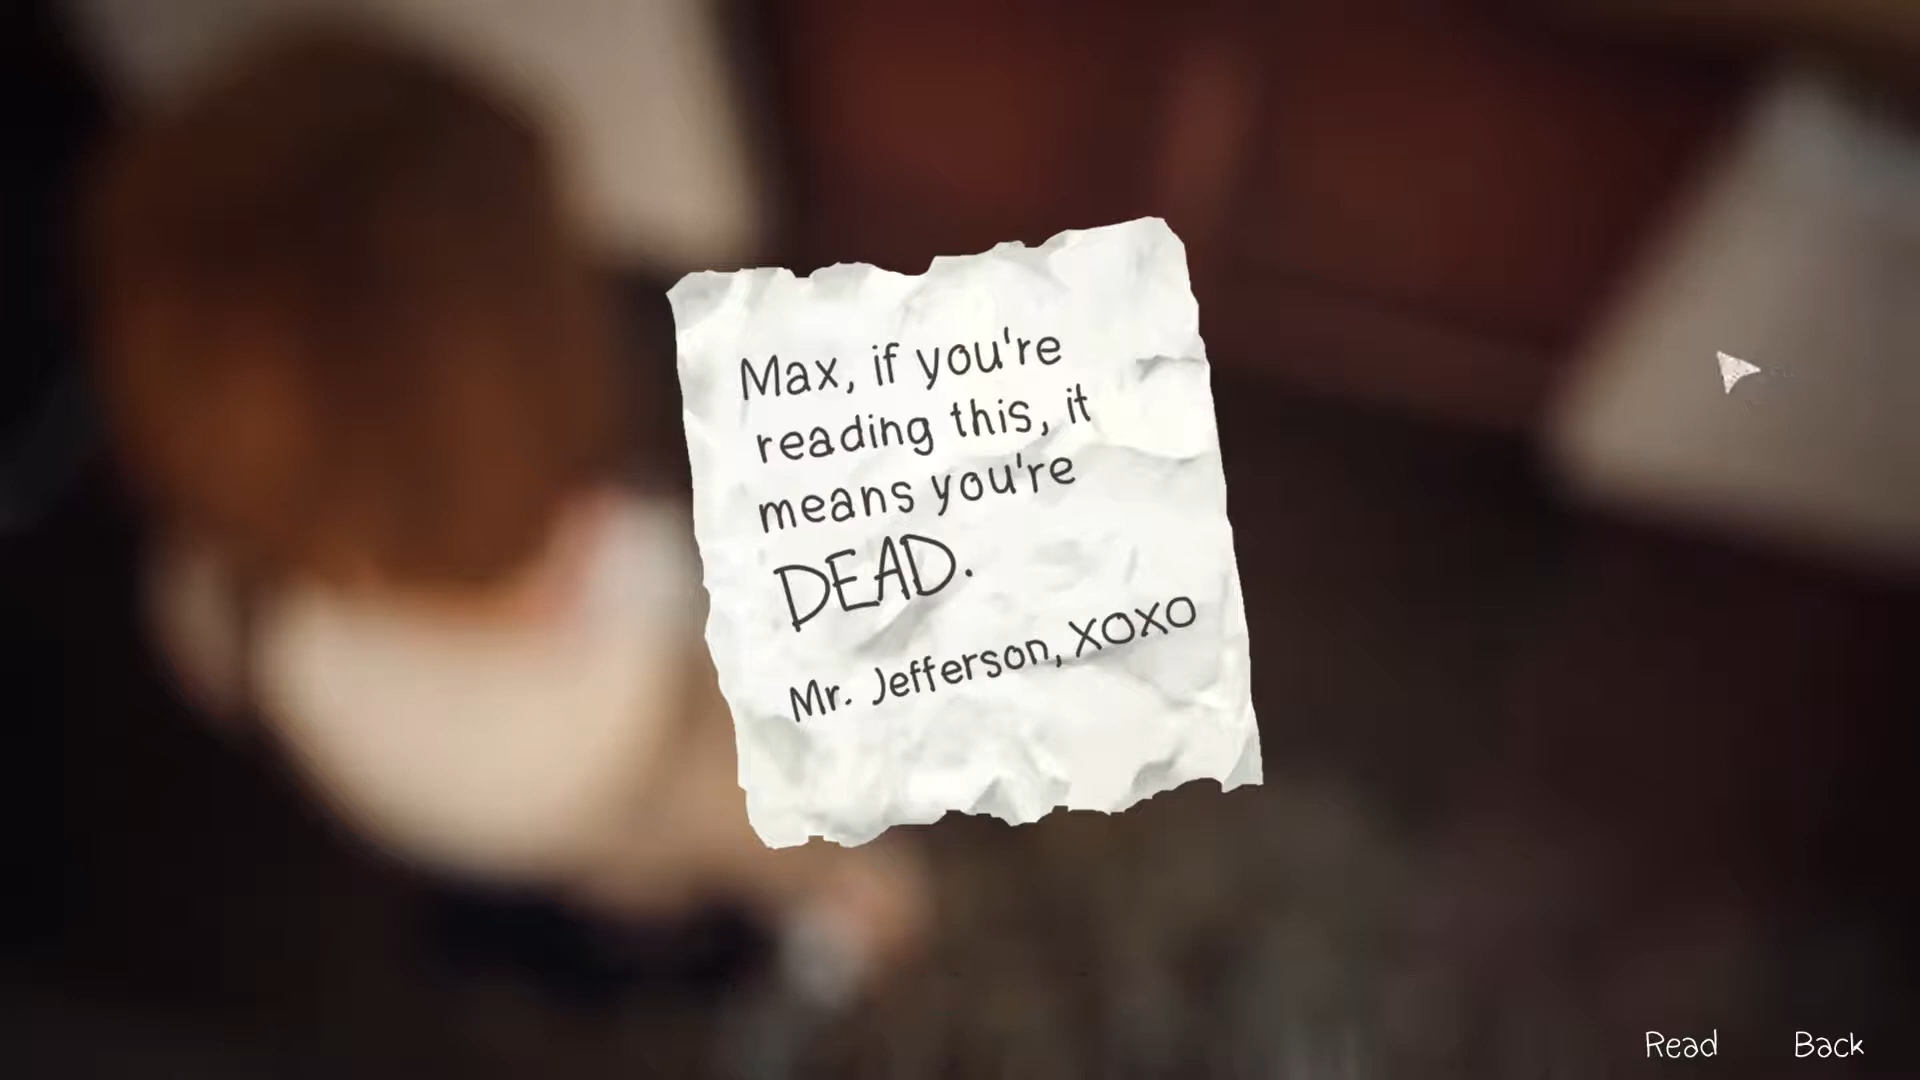 Max, if you're
reading this, it
means you're
DEAD.
Mr. Jefferson, XOXO
Read
Back